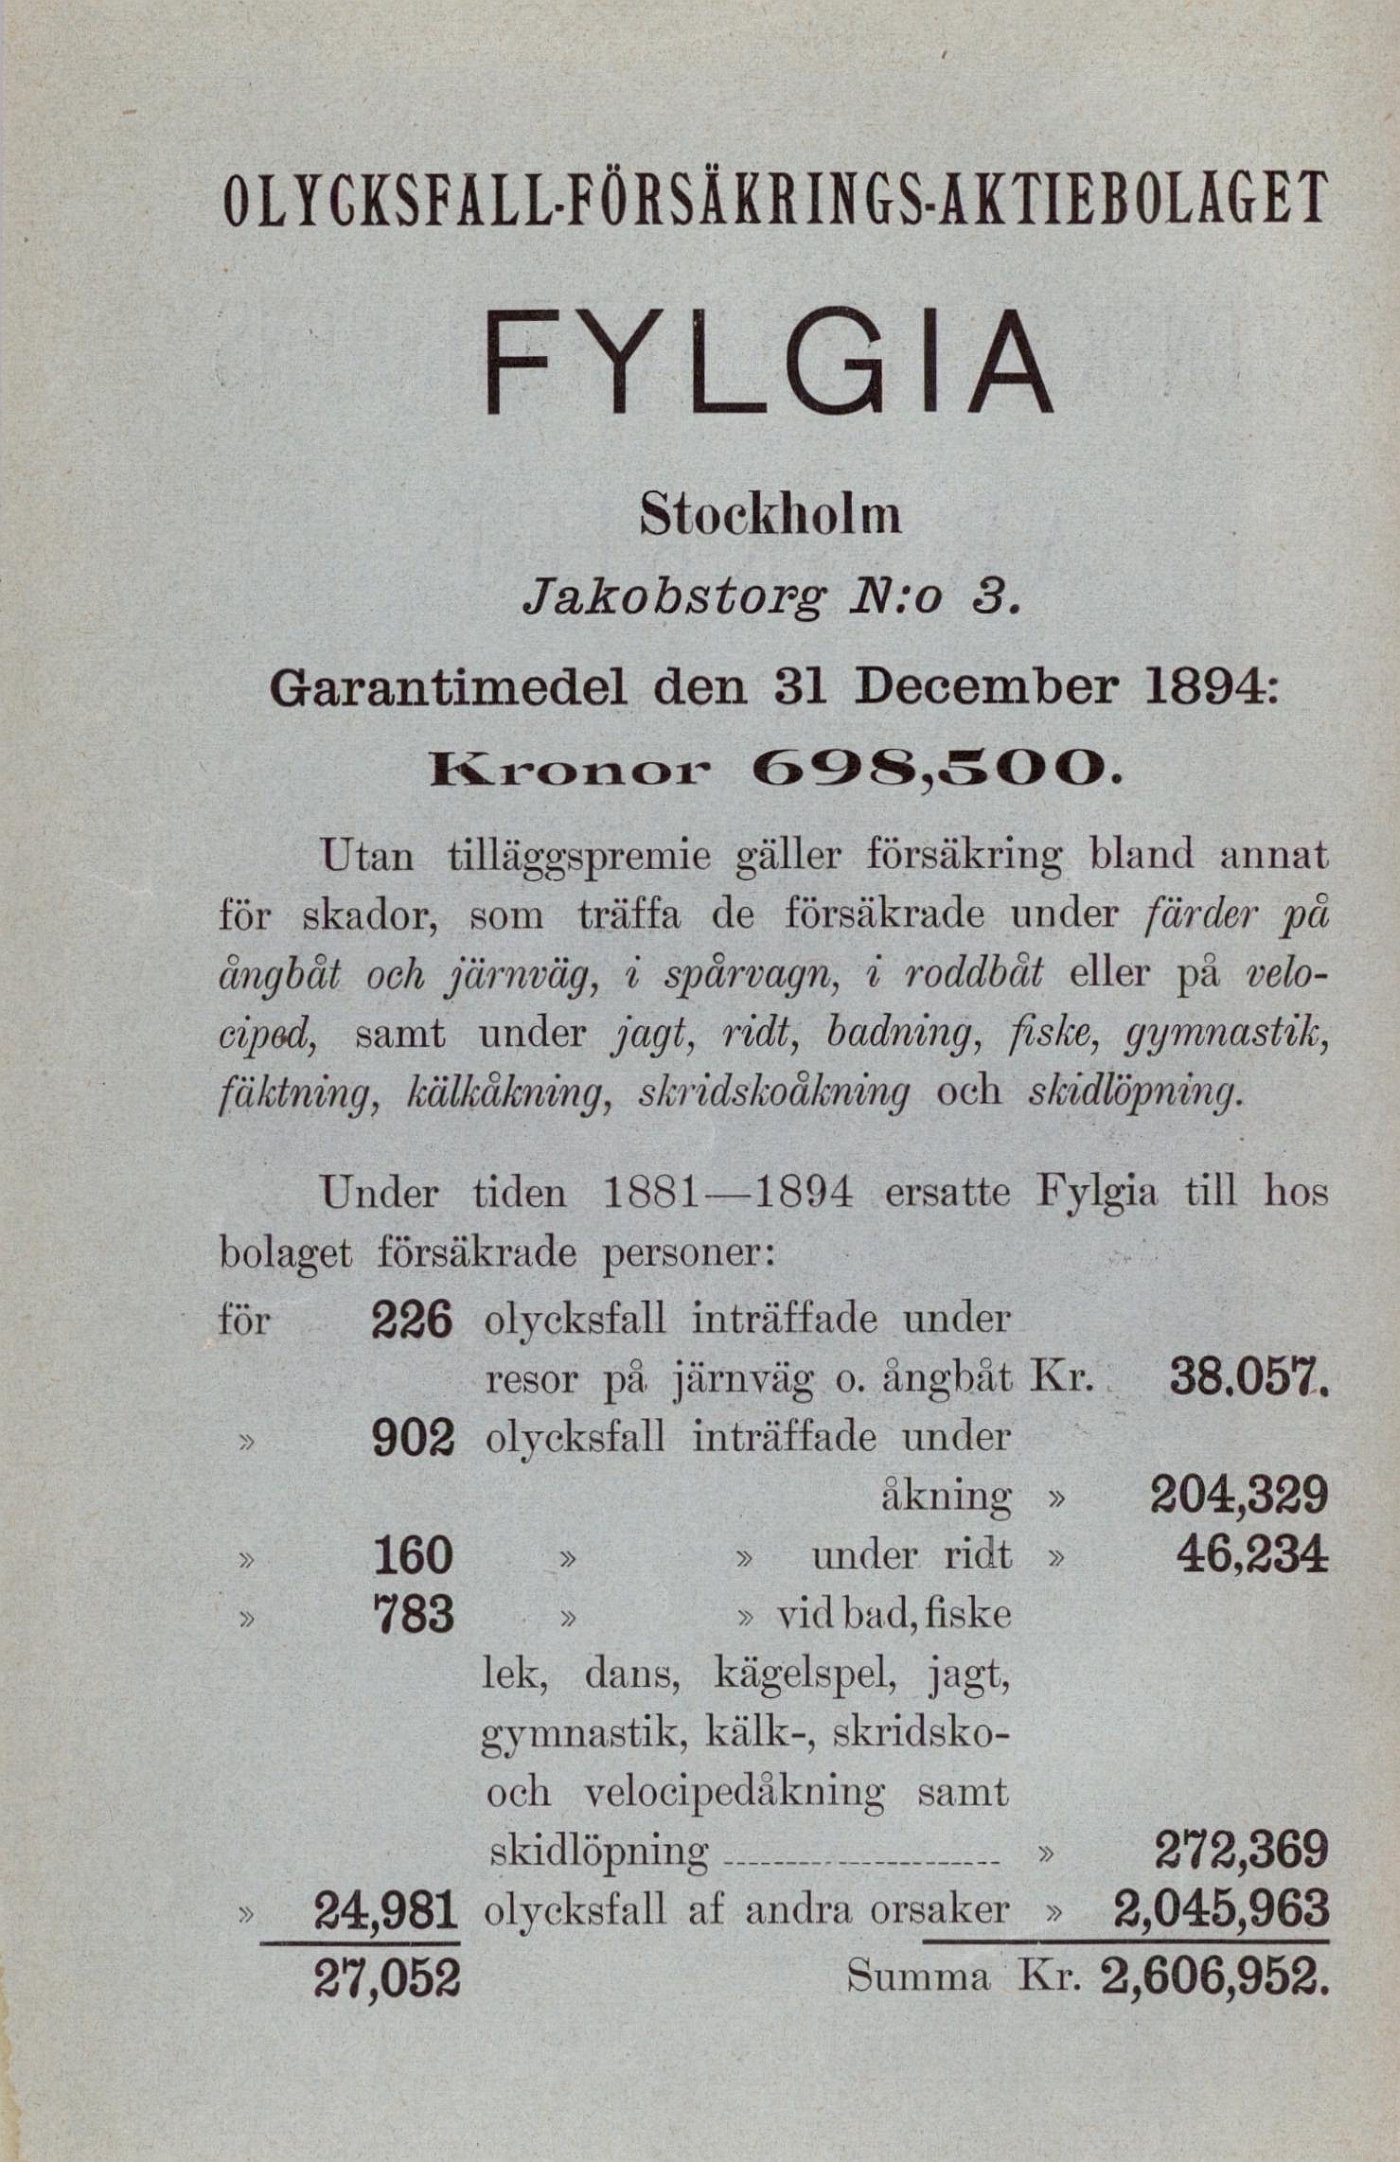 OLYCKSFALL-FÖRSÄKRINGS-AKTIEBOLAGET
FYLGIA
Stockholm
Jakobstorg N:o 3.
Garantimedel den 31 December 1894:
Kronor 698,500.
Utan tilläggspremie gäller försäkring bland annat
för skador, som träffa de försäkrade under färder på
ångbåt och järnväg, i spårvagn, i roddbåt eller på velo-
ciped, samt under jagt, ridt, badning, fiske, gymnastik,
fäktning, kälkåkning, skridskoåkning och skidlöpning.
Under tiden 1881—1894 ersatte Fylgia till hos
bolaget försäkrade personer:
för 226 olycksfall inträffade under
resor på järnväg o. ångbåt Kr. 38.057.
» 902 olycksfall inträffade under
åkning » 204,329
» 160 » » under ridt » 46,234
» 783 » » vid bad, fiske
lek, dans, kägelspel, jagt,
gymnastik, kälk-, skridsko-
och velocipedåkning samt
skidlöpning » 272,369
» 24,981 olycksfall af andra orsaker » 2,045,963
27,052 Summa Kr. 2,606,952.